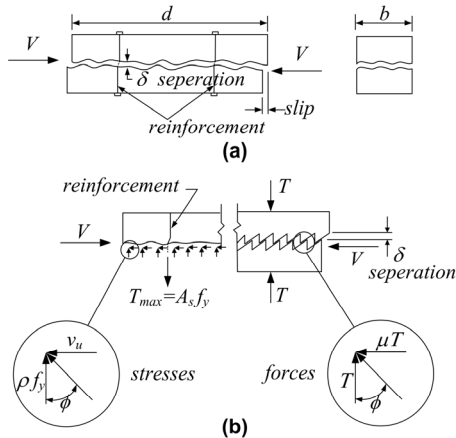 d
b
V
V
δ seperation
slip
reinforcement
(a)
reinforcement
T
V
V
δ
seperation
T_max=A_s f_y
T
v_u
μT
ρf_y
stresses
forces
T
ϕ
ϕ
(b)